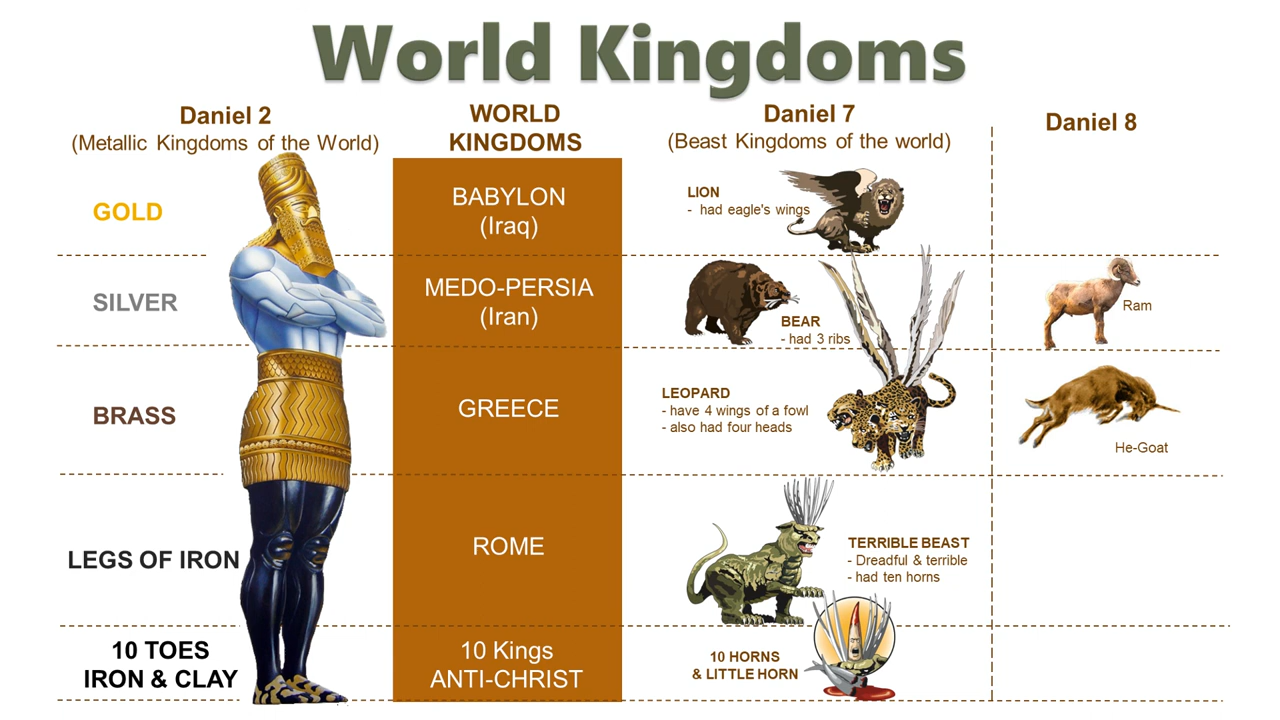 World Kingdoms
Daniel 2
(Metallic Kingdoms of the World)
WORLD
KINGDOMS
Daniel 7
(Beast Kingdoms of the world)
Daniel 8
GOLD
BABYLON
(Iraq)
LION
- had eagle's wings
SILVER
MEDO-PERSIA
(Iran)
BEAR
- had 3 ribs
Ram
BRASS
GREECE
LEOPARD
- have 4 wings of a fowl
- also had four heads
He-Goat
LEGS OF IRON
ROME
TERRIBLE BEAST
- Dreadful & terrible
- had ten horns
10 TOES
IRON & CLAY
10 Kings
ANTI-CHRIST
10 HORNS
& LITTLE HORN